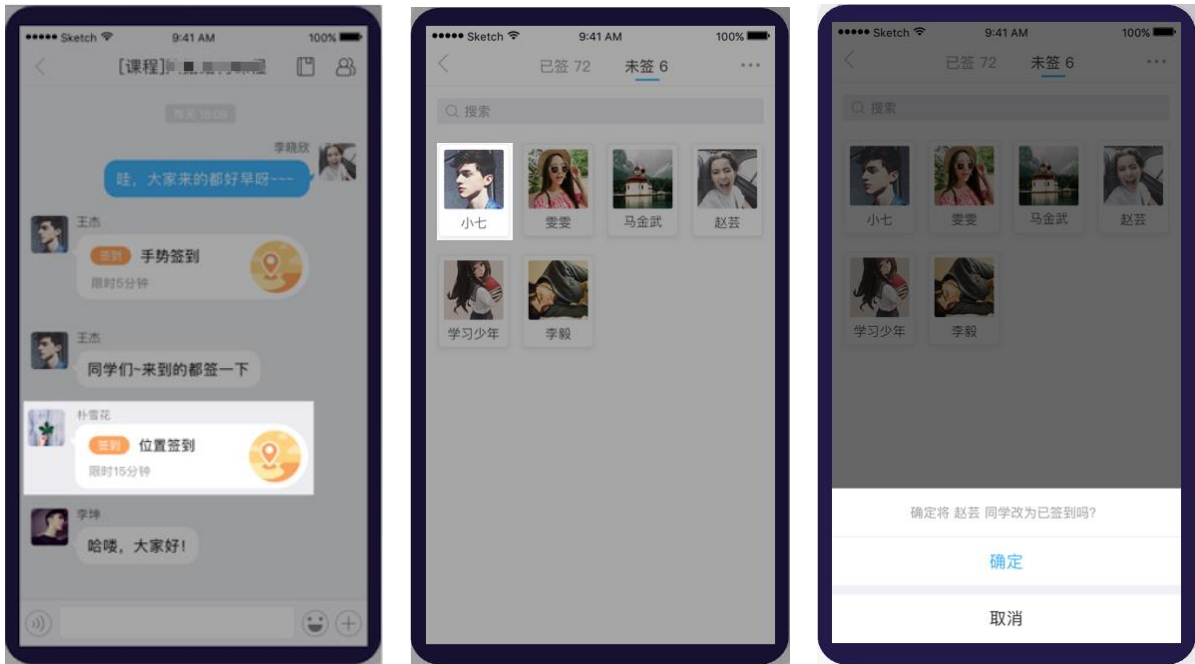 Sketch 9:41 AM 100%
[课程]
昨天 18:09
李晓欣
哇，大家来的都好早呀~~~
王杰
签到 手势签到
限时5分钟
王杰
同学们~来到的都签一下
朴雪花
签到 位置签到
限时15分钟
李坤
哈喽，大家好！
Sketch 9:41 AM 100%
已签 72 未签 6
搜索
小七 雯雯 马金武 赵芸
学习少年 李毅
Sketch 9:41 AM 100%
已签 72 未签 6
搜索
小七 雯雯 马金武 赵芸
学习少年 李毅
确定将 赵芸 同学改为已签到吗?
确定
取消